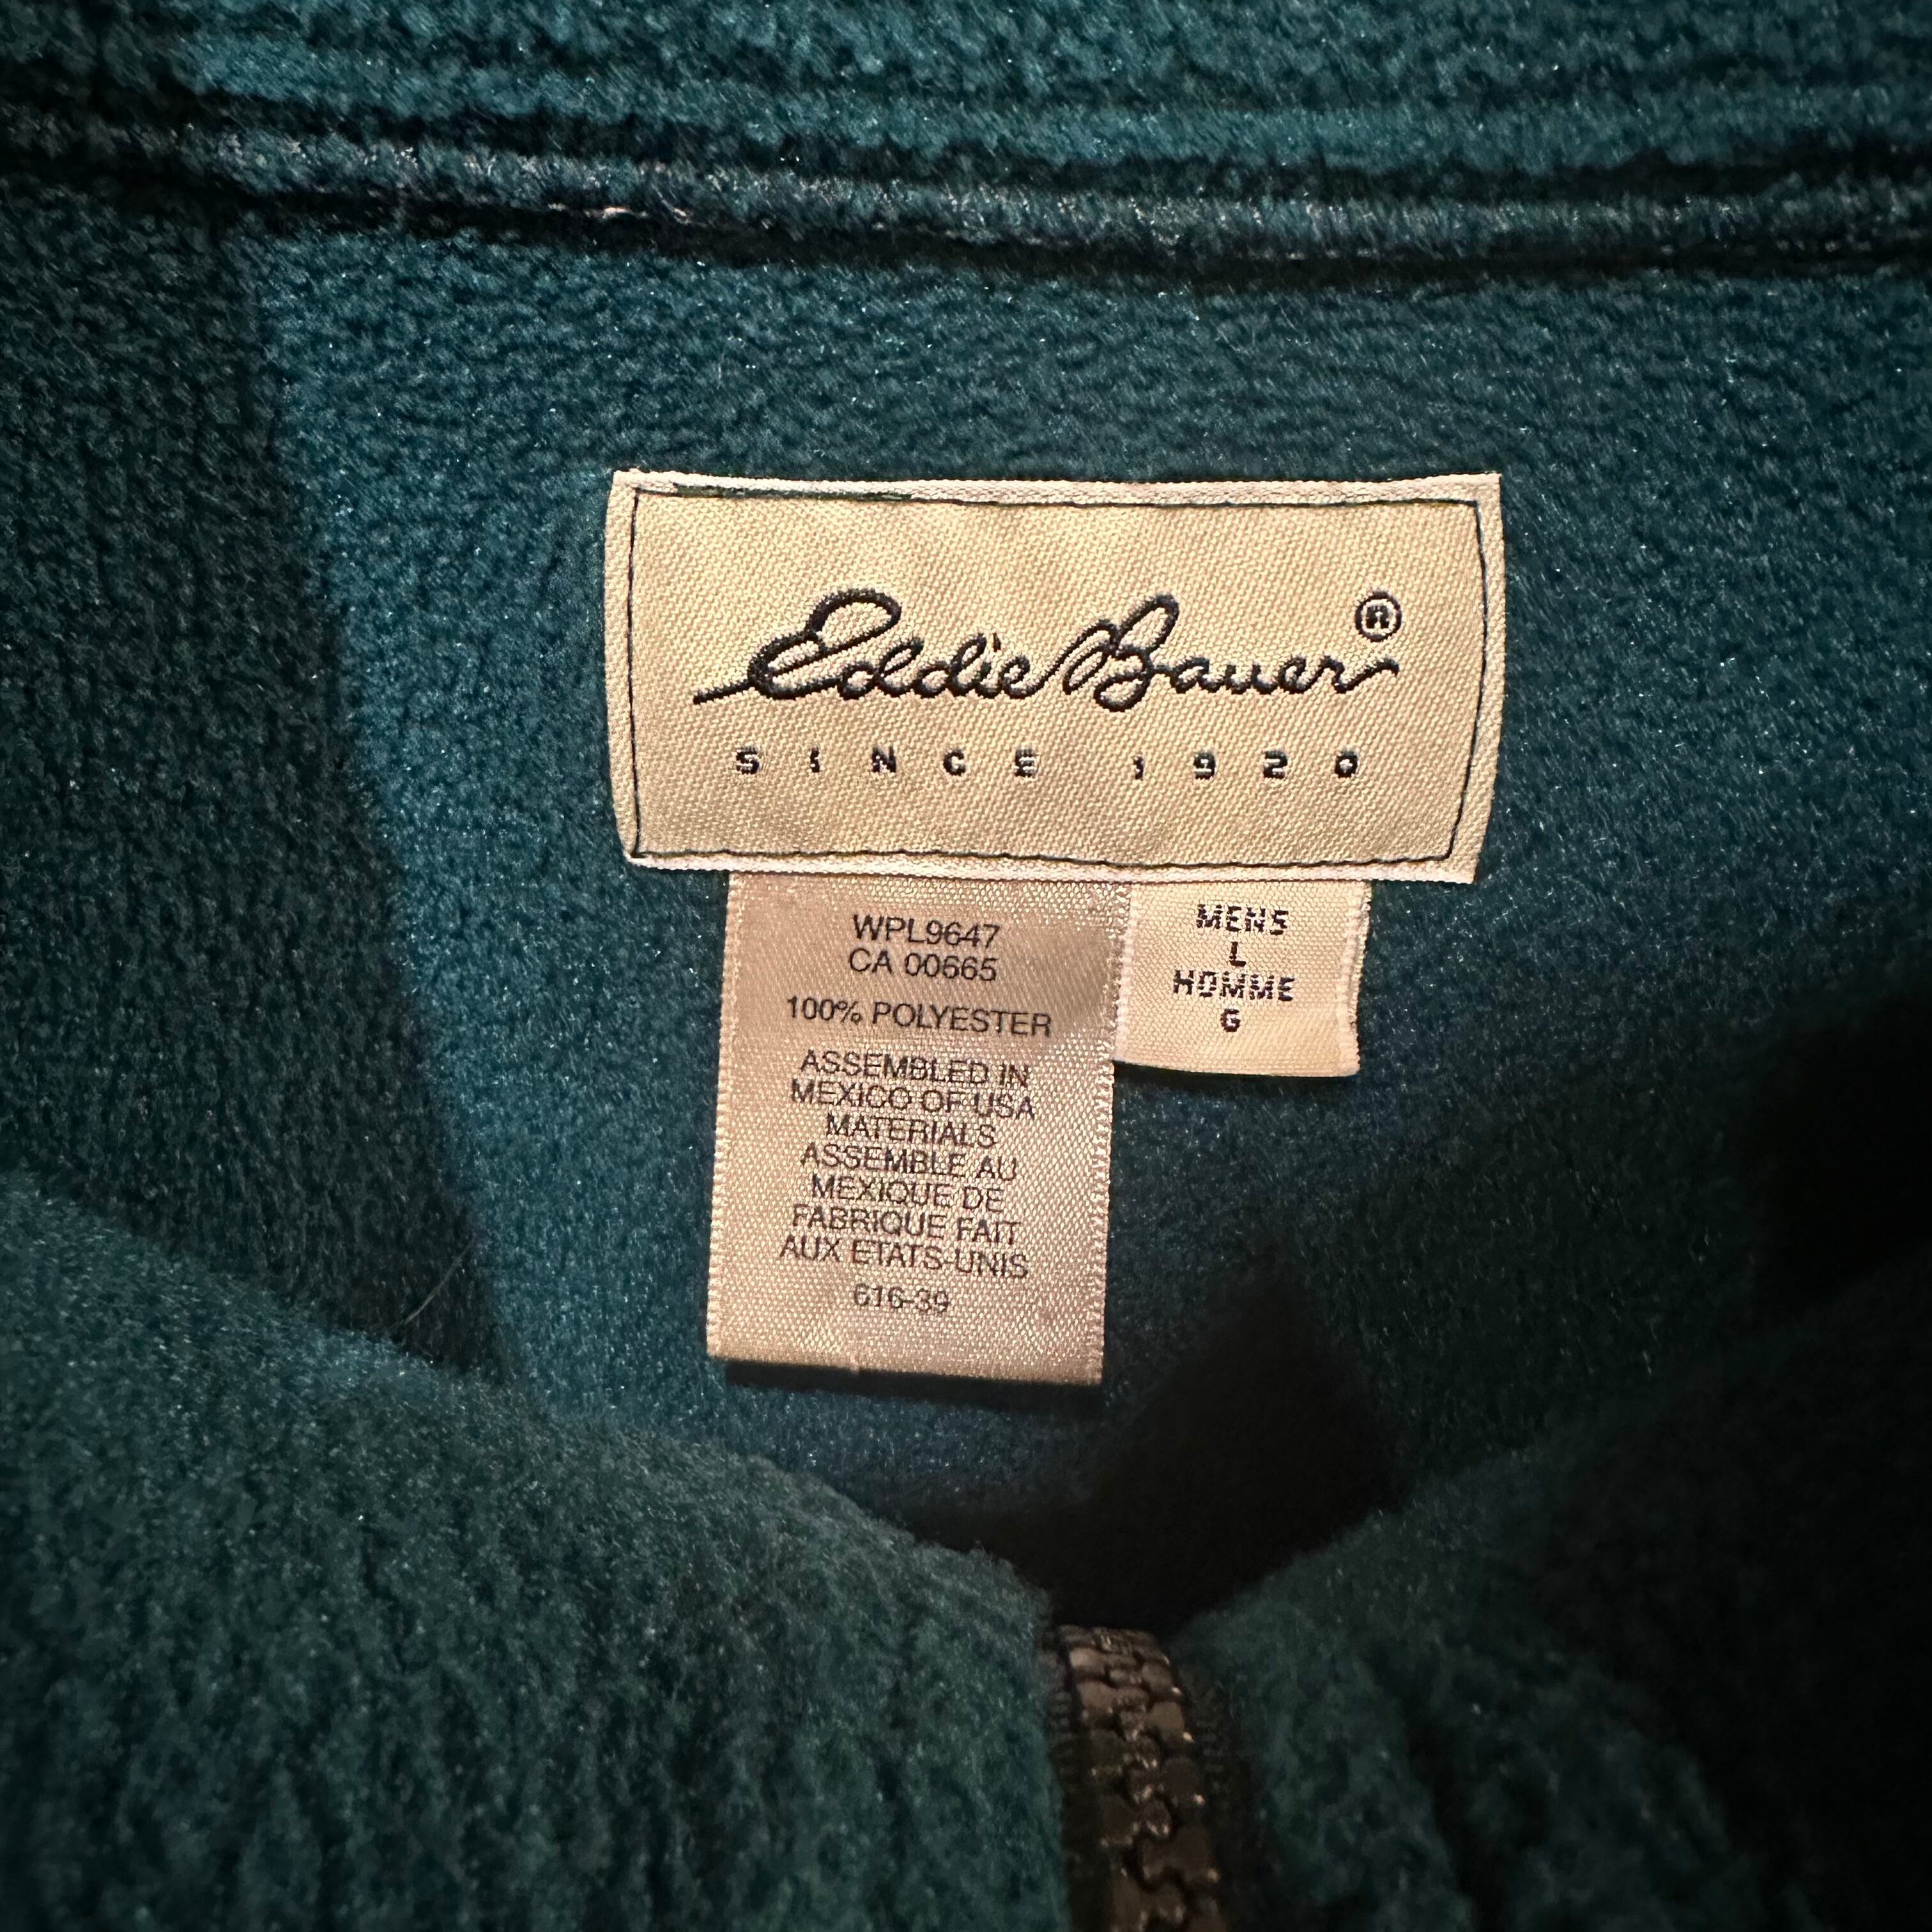 Eddie Bauer®
SINCE 1920
WPL9647
CA 00665
100% POLYESTER
ASSEMBLED IN
MEXICO OF USA
MATERIALS
ASSEMBLE AU
MEXIQUE DE
FABRIQUE FAIT
AUX ETATS-UNIS
616-39
MENS
L
HOMME
G